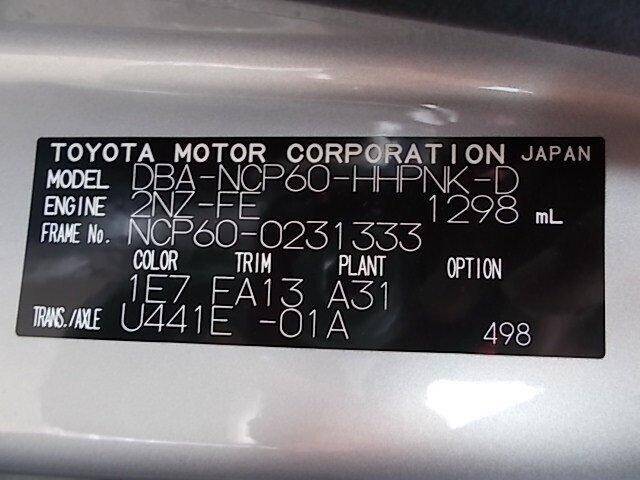 TOYOTA MOTOR CORPORATION JAPAN
MODEL DBA-NCP60-HHPNK-D
ENGINE 2NZ-FE 1298 mL
FRAME No. NCP60-0231333
COLOR TRIM PLANT OPTION
1E7 FA13 A31
TRANS./AXLE U441E -01A 498